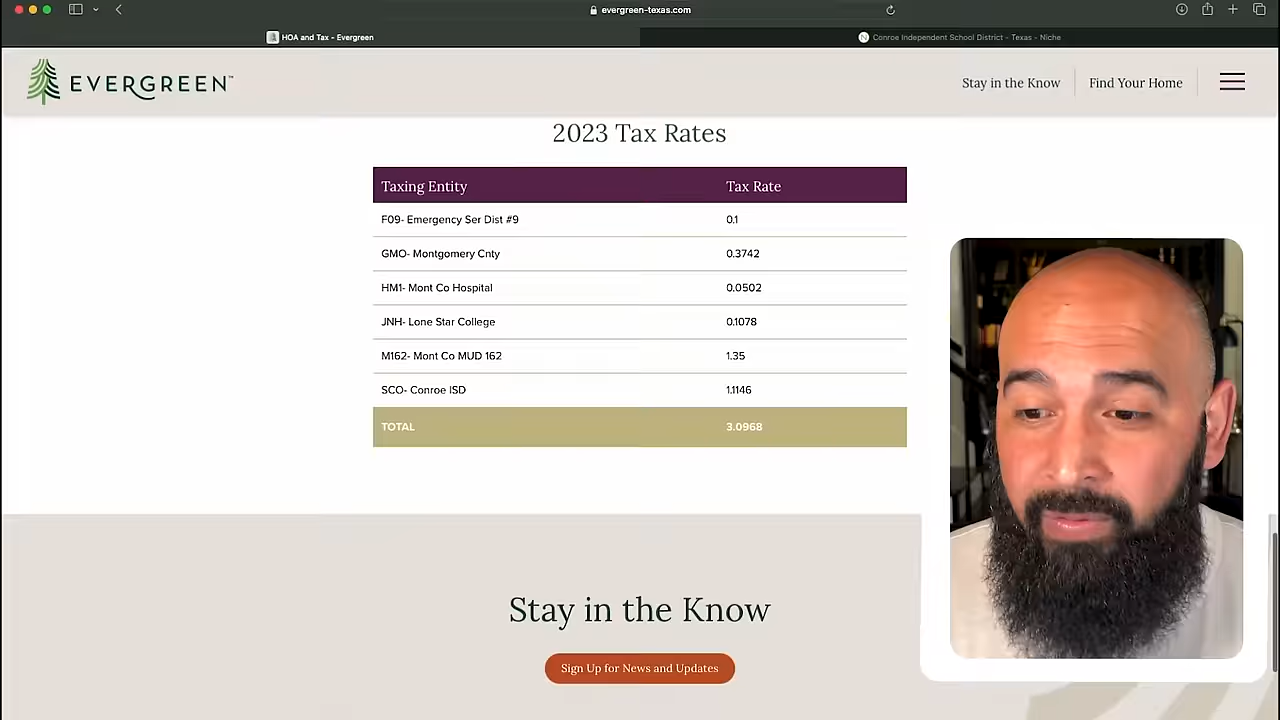 evergreen-texas.com
HOA and Tax - Evergreen
Conroe Independent School District - Texas - Niche
EVERGREEN™
Stay in the Know
Find Your Home
2023 Tax Rates
Taxing Entity Tax Rate
F09- Emergency Ser Dist #9 0.1
GMO- Montgomery Cnty 0.3742
HM1- Mont Co Hospital 0.0502
JNH- Lone Star College 0.1078
M162- Mont Co MUD 162 1.35
SCO- Conroe ISD 1.1146
TOTAL 3.0968
Stay in the Know
Sign Up for News and Updates